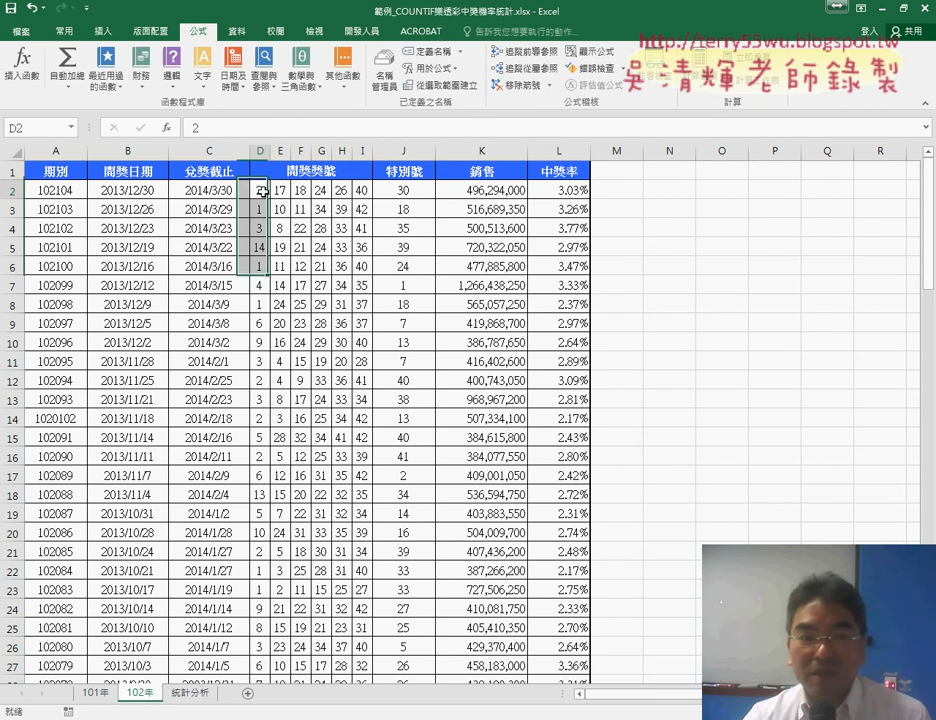 範例_COUNTIF樂透彩中獎機率統計.xlsx - Excel
檔案 常用 插入 版面配置 公式 資料 校閱 檢視 開發人員 ACROBAT 告訴我您想要執行的動作... 登入 共用
http://terry55wu.blogspot.tw
吳清輝老師錄製
插入函數 自動加總 最近用過的函數 財務 邏輯 文字 日期及時間 查閱與參照 數學與三角函數 其他函數 名稱管理員 定義名稱 用於公式 從選取範圍建立 追蹤前導參照 追蹤從屬參照 移除箭號 顯示公式 錯誤檢查 評估值公式
函數程式庫 已定義之名稱 公式稽核 計算
D2 fx 2
A B C D E F G H I J K L M N O P Q R
1 期別 開獎日期 兌獎截止 開獎獎號 特別號 銷售 中獎率
2 102104 2013/12/30 2014/3/30 2 17 18 24 26 40 30 496,294,000 3.03%
3 102103 2013/12/26 2014/3/29 1 10 11 34 39 42 18 516,689,350 3.26%
4 102102 2013/12/23 2014/3/23 3 8 22 28 33 41 35 500,513,600 3.77%
5 102101 2013/12/19 2014/3/22 14 19 21 24 33 36 39 720,322,050 2.97%
6 102100 2013/12/16 2014/3/16 1 11 12 21 36 40 24 477,885,800 3.47%
7 102099 2013/12/12 2014/3/15 4 14 17 27 34 35 1 1,266,438,250 3.33%
8 102098 2013/12/9 2014/3/9 1 24 25 29 31 37 18 565,057,250 2.37%
9 102097 2013/12/5 2014/3/8 6 20 23 28 36 37 7 419,868,700 2.97%
10 102096 2013/12/2 2014/3/2 9 16 24 29 30 40 13 386,787,650 2.64%
11 102095 2013/11/28 2014/2/1 3 4 15 19 20 28 7 416,402,600 2.89%
12 102094 2013/11/25 2014/2/25 2 4 9 33 36 41 40 400,743,050 3.09%
13 102093 2013/11/21 2014/2/23 3 8 17 24 33 34 38 968,967,200 2.81%
14 1020102 2013/11/18 2014/2/18 2 3 16 25 34 42 13 507,334,100 2.17%
15 102091 2013/11/14 2014/2/16 5 28 32 34 41 42 40 384,615,800 2.43%
16 102090 2013/11/11 2014/2/11 2 5 12 25 33 39 41 384,077,550 2.80%
17 102089 2013/11/7 2014/2/9 6 12 16 31 35 42 2 409,001,050 2.42%
18 102088 2013/11/4 2014/2/4 13 15 20 22 32 35 34 536,594,750 2.72%
19 102087 2013/10/31 2014/2/2 5 7 22 31 32 34 14 403,883,550 2.31%
20 102086 2013/10/28 2014/1/28 10 24 31 33 35 39 16 504,009,700 2.74%
21 102085 2013/10/24 2014/1/27 2 5 18 30 31 34 39 407,436,200 2.48%
22 102084 2013/10/21 2014/1/27 1 3 25 28 31 40 33 387,266,200 2.17%
23 102083 2013/10/17 2014/1/19 1 2 11 15 25 27 33 727,506,250 2.75%
24 102082 2013/10/14 2014/1/14 9 21 22 31 32 42 27 410,081,750 2.33%
25 102081 2013/10/10 2014/1/12 8 15 19 21 23 31 25 405,410,350 2.70%
26 102080 2013/10/7 2014/1/7 3 23 24 34 37 40 5 429,370,400 2.64%
27 102079 2013/10/3 2014/1/5 6 10 15 17 28 32 26 458,183,000 3.36%
101年 102年 統計分析
就緒